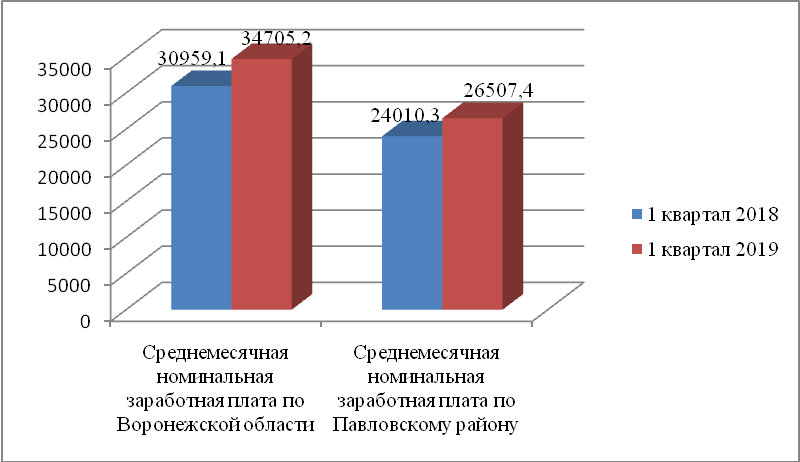 34705,2
30959,1
26507,4
24010,3
35000
30000
25000
20000
15000
10000
5000
0
1 квартал 2018
1 квартал 2019
Среднемесячная
номинальная
заработная плата по
Воронежской области
Среднемесячная
номинальная
заработная плата по
Павловскому району